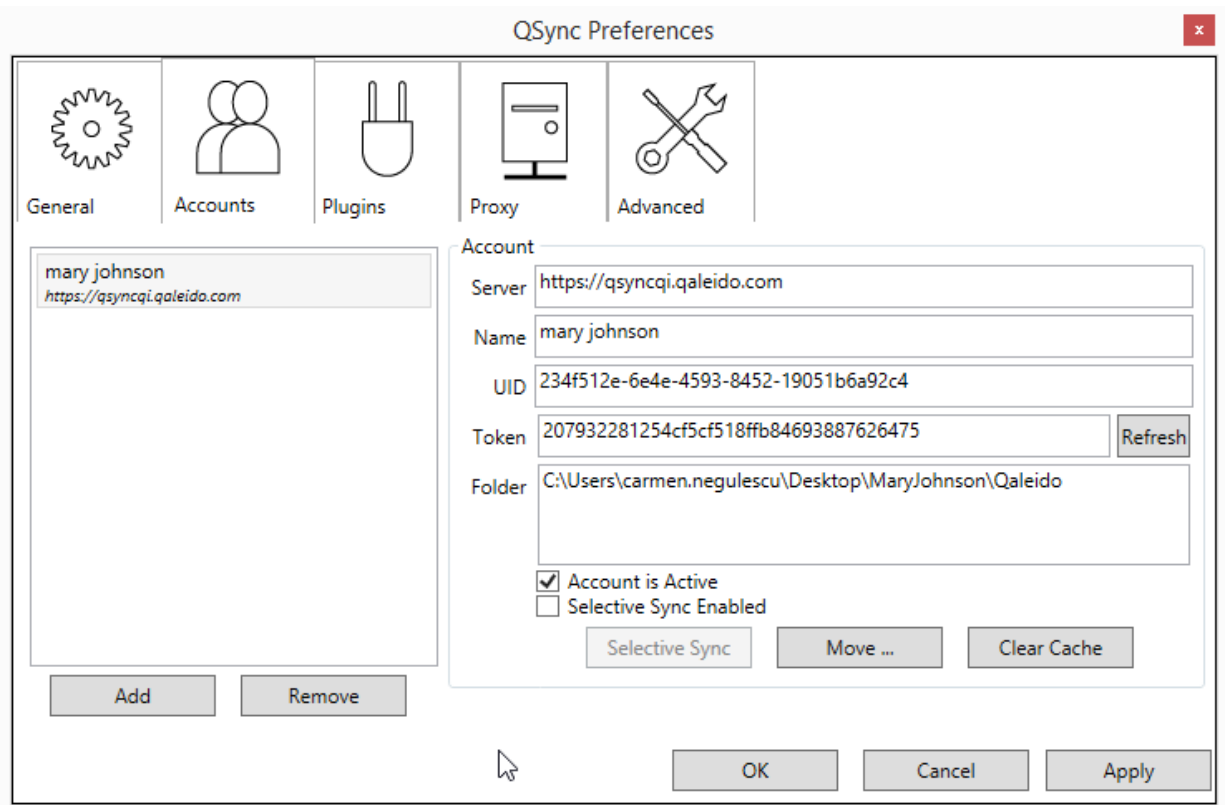 QSync Preferences
x
General
Accounts
Plugins
Proxy
Advanced
mary johnson
https://qsyncqi.qaleido.com
Account
Server https://qsyncqi.qaleido.com
Name mary johnson
UID 234f512e-6e4e-4593-8452-19051b6a92c4
Token 207932281254cf5cf518ffb84693887626475 Refresh
Folder C:\Users\carmen.negulescu\Desktop\MaryJohnson\Qaleido
Account is Active
Selective Sync Enabled
Selective Sync Move ... Clear Cache
Add Remove
OK Cancel Apply